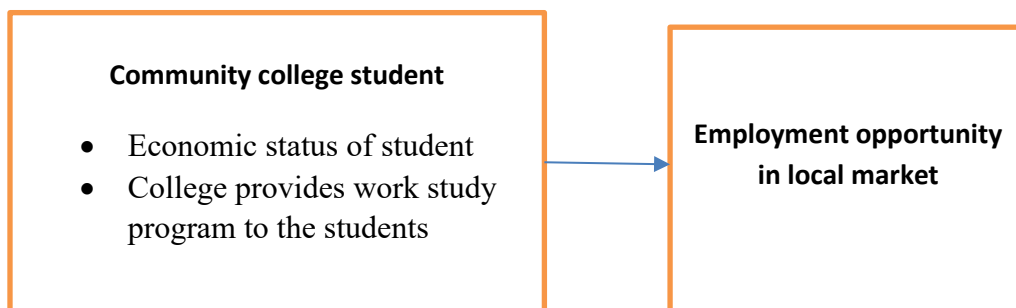 Community college student
• Economic status of student
• College provides work study
program to the students
Employment opportunity
in local market